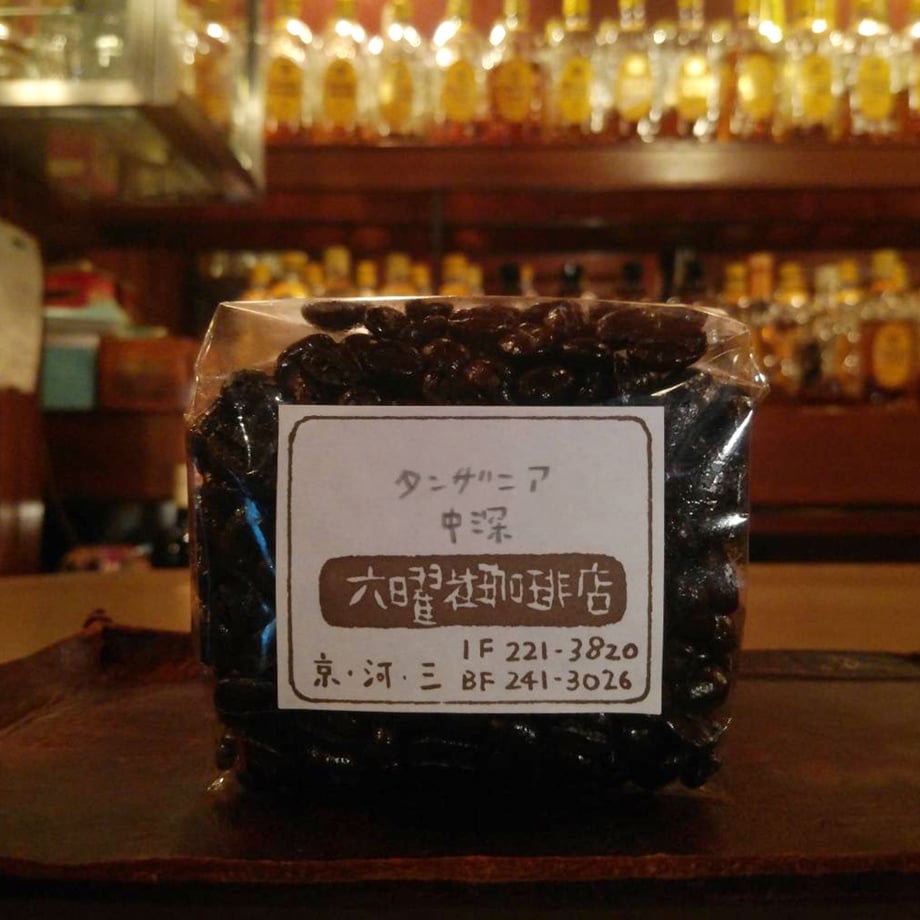 タンザニア
中深
六曜社珈琲店
1F 221-3820
京・河・三 BF 241-3026